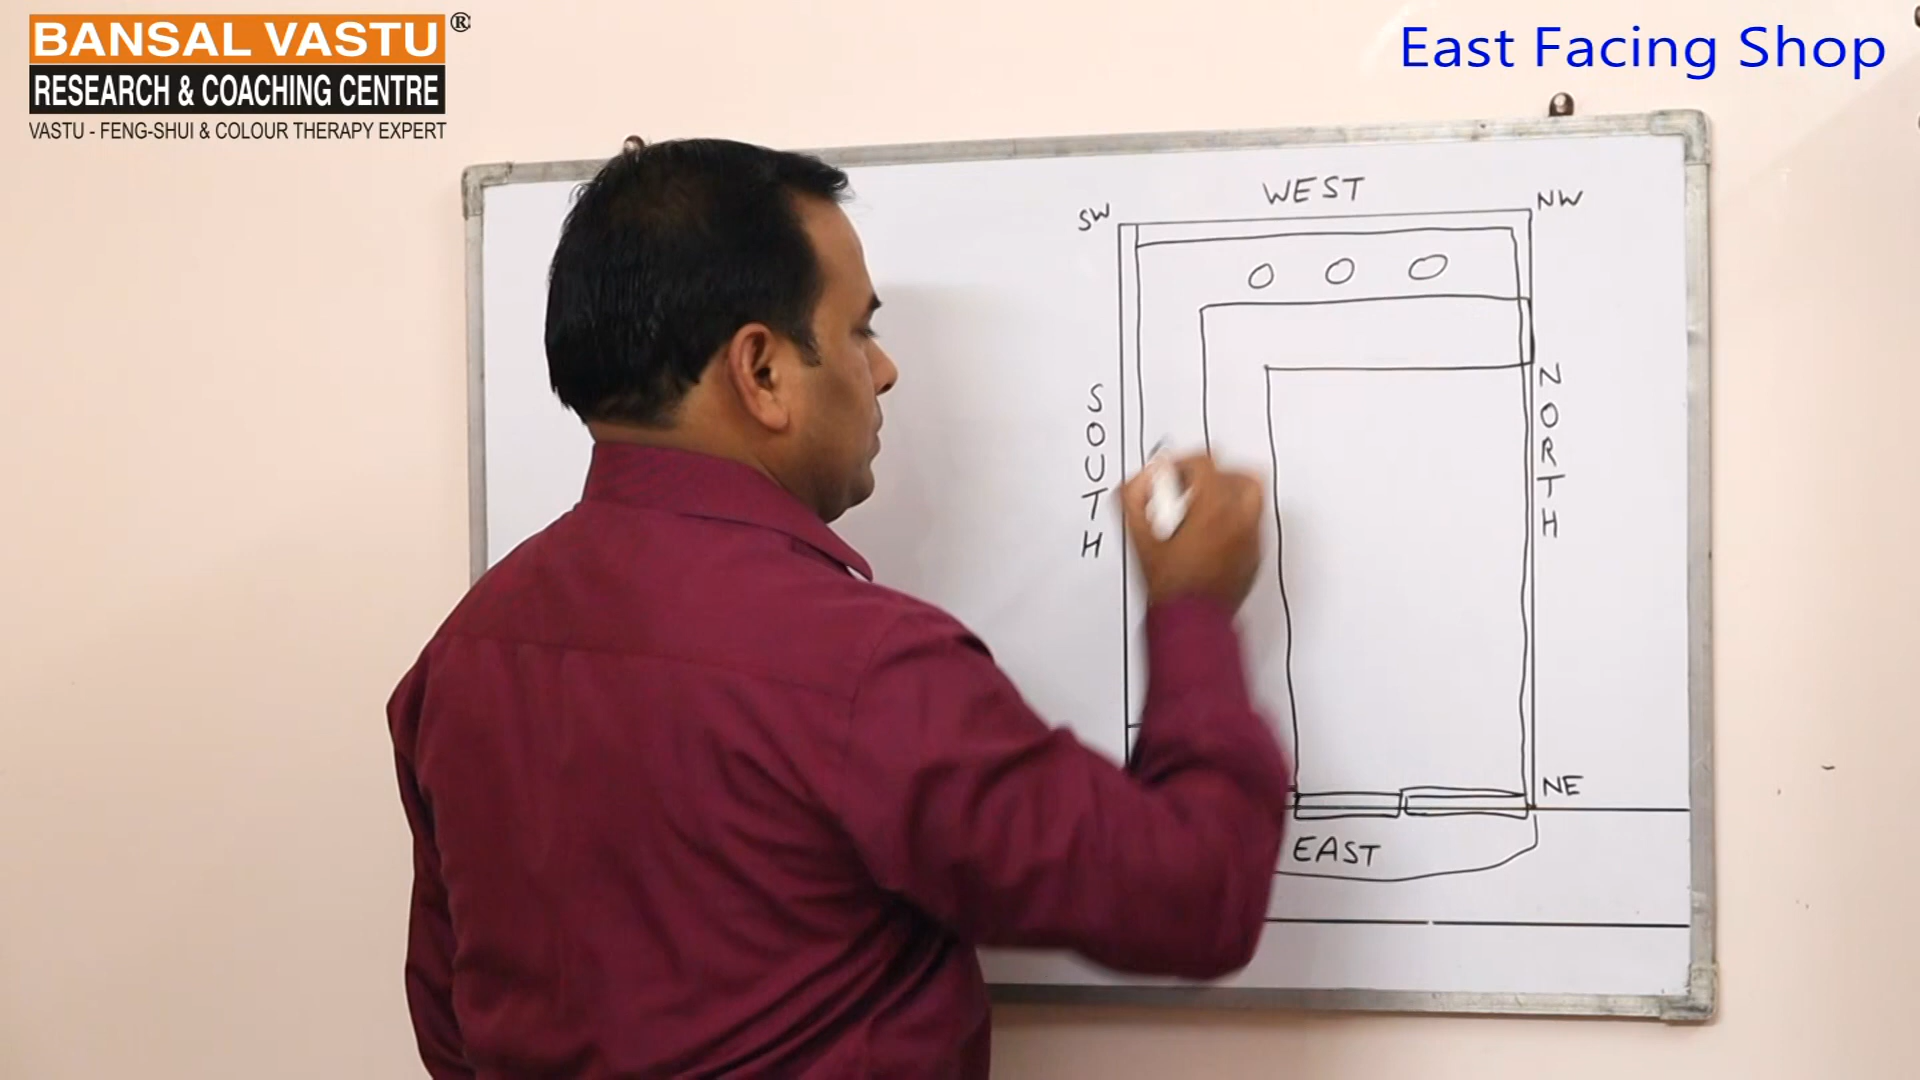 BANSAL VASTU®
RESEARCH & COACHING CENTRE
VASTU - FENG-SHUI & COLOUR THERAPY EXPERT
East Facing Shop
WEST
SW
NW
SOUTH
NORTH
NE
EAST